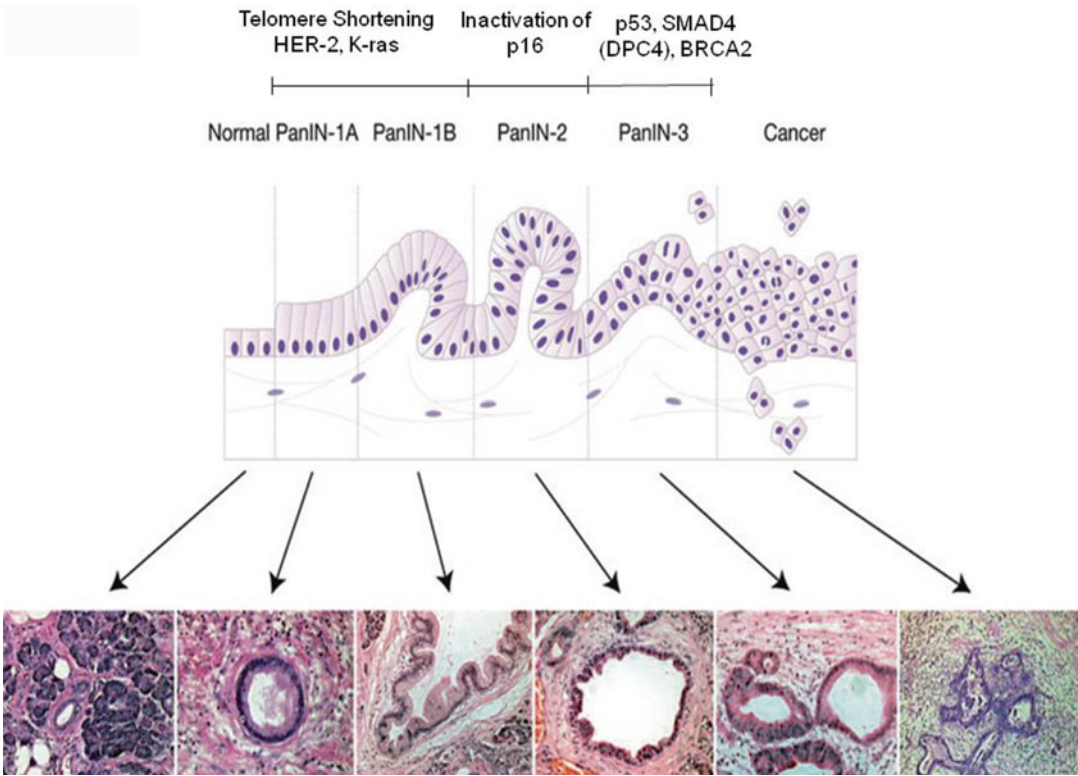 Telomere Shortening
HER-2, K-ras
Inactivation of
p16
p53, SMAD4
(DPC4), BRCA2
Normal PanIN-1A PanIN-1B PanIN-2 PanIN-3 Cancer